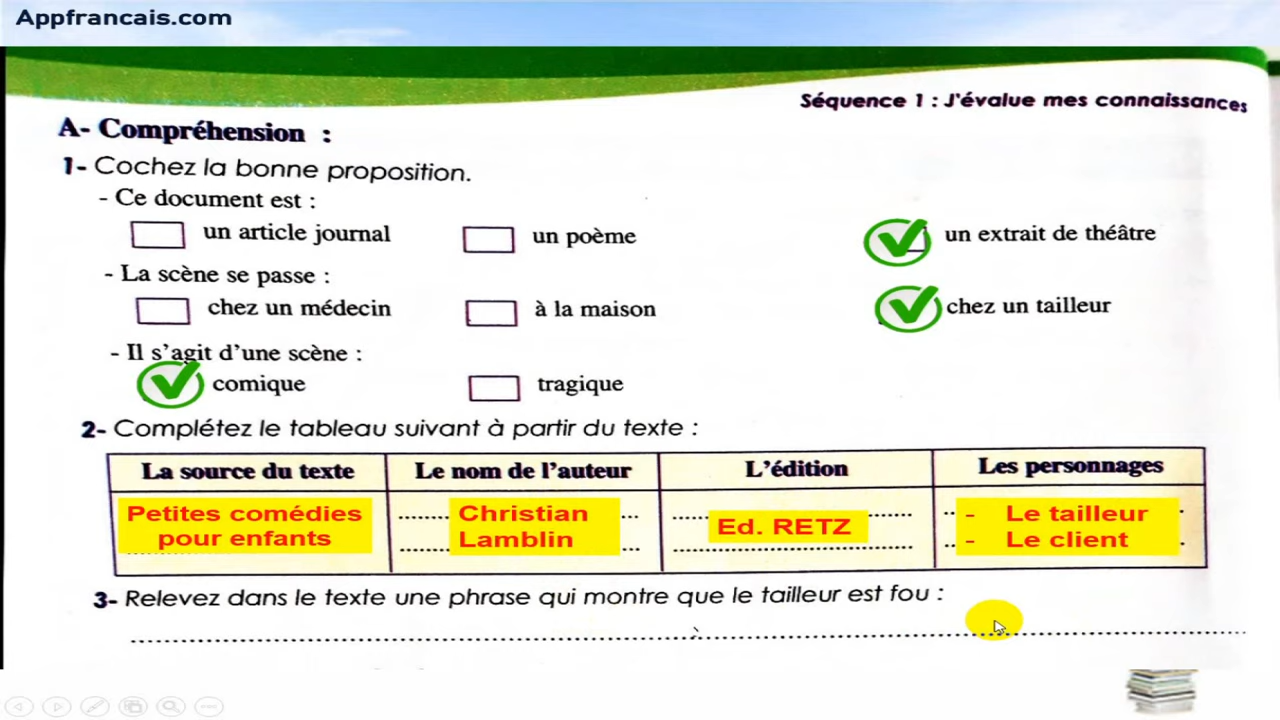 Appfrancais.com
Séquence 1 : J'évalue mes connaissances
A- Compréhension :
1- Cochez la bonne proposition.
- Ce document est :
un article journal un poème un extrait de théâtre
- La scène se passe :
chez un médecin à la maison chez un tailleur
- Il s'agit d'une scène :
comique tragique
2- Complétez le tableau suivant à partir du texte :
La source du texte Le nom de l'auteur L'édition Les personnages
Petites comédies pour enfants Christian Lamblin Ed. RETZ - Le tailleur - Le client
3- Relevez dans le texte une phrase qui montre que le tailleur est fou :